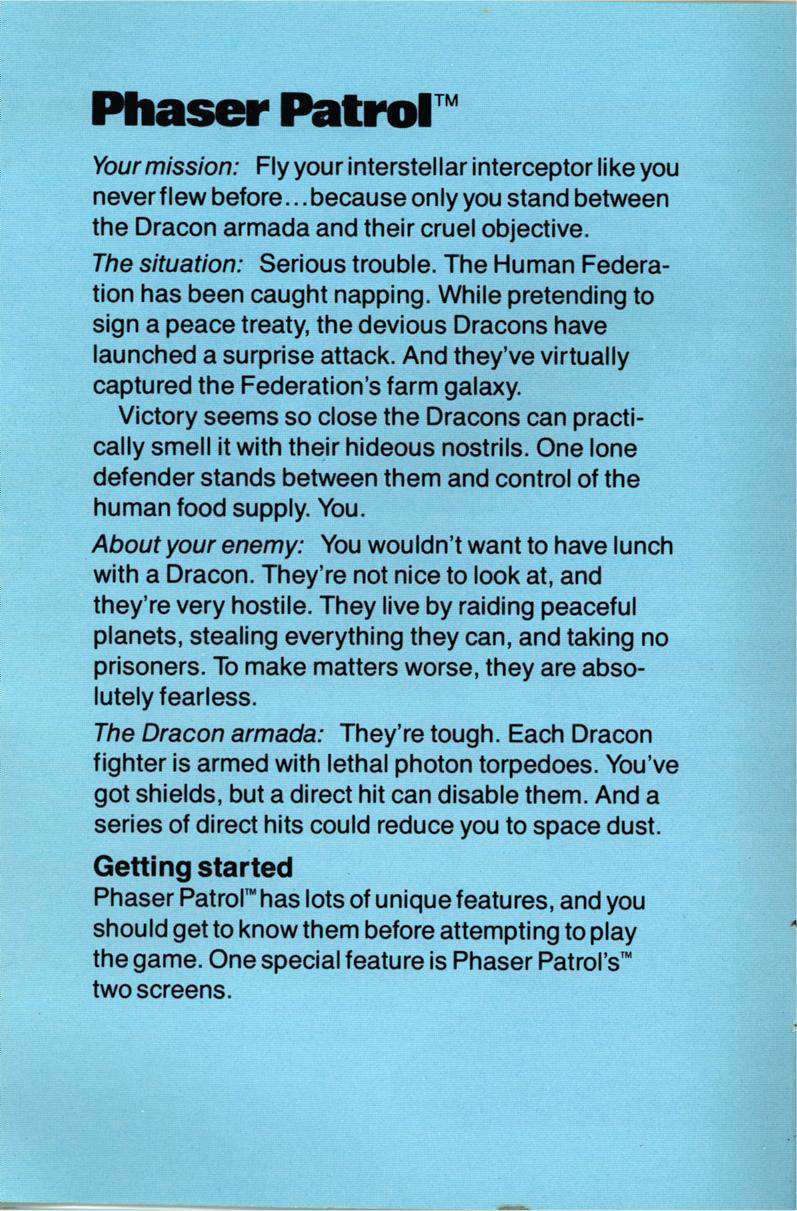 Phaser Patrol™
Your mission: Fly your interstellar interceptor like you
never flew before...because only you stand between
the Dracon armada and their cruel objective.
The situation: Serious trouble. The Human Federa-
tion has been caught napping. While pretending to
sign a peace treaty, the devious Dracons have
launched a surprise attack. And they've virtually
captured the Federation's farm galaxy.
Victory seems so close the Dracons can practi-
cally smell it with their hideous nostrils. One lone
defender stands between them and control of the
human food supply. You.
About your enemy: You wouldn't want to have lunch
with a Dracon. They're not nice to look at, and
they're very hostile. They live by raiding peaceful
planets, stealing everything they can, and taking no
prisoners. To make matters worse, they are abso-
lutely fearless.
The Dracon armada: They're tough. Each Dracon
fighter is armed with lethal photon torpedoes. You've
got shields, but a direct hit can disable them. And a
series of direct hits could reduce you to space dust.
Getting started
Phaser Patrol™ has lots of unique features, and you
should get to know them before attempting to play
the game. One special feature is Phaser Patrol's™
two screens.